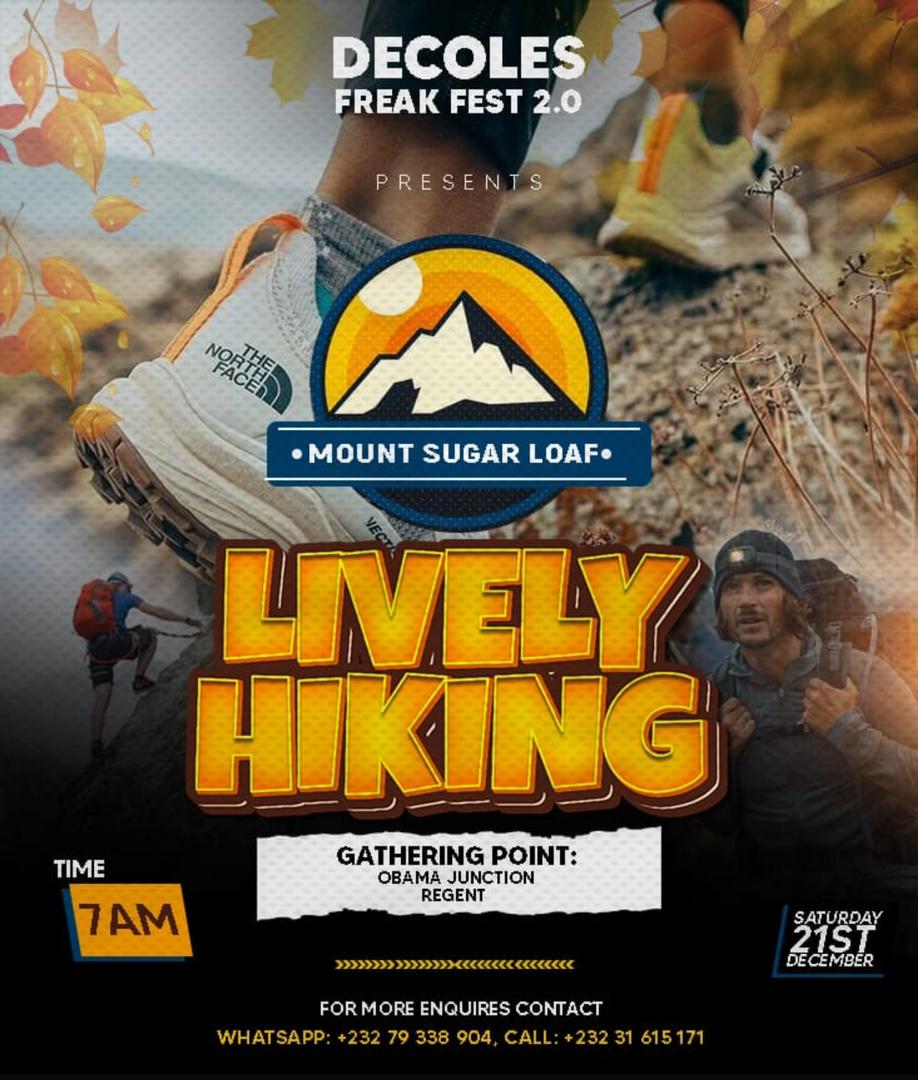 DECOLES
FREAK FEST 2.0
PRESENTS
THE
NORTH
FACE
•MOUNT SUGAR LOAF•
VECT
LIVELY
HIKING
GATHERING POINT:
OBAMA JUNCTION
REGENT
TIME
7AM
SATURDAY
21ST
DECEMBER
FOR MORE ENQUIRES CONTACT
WHATSAPP: +232 79 338 904, CALL: +232 31 615 171